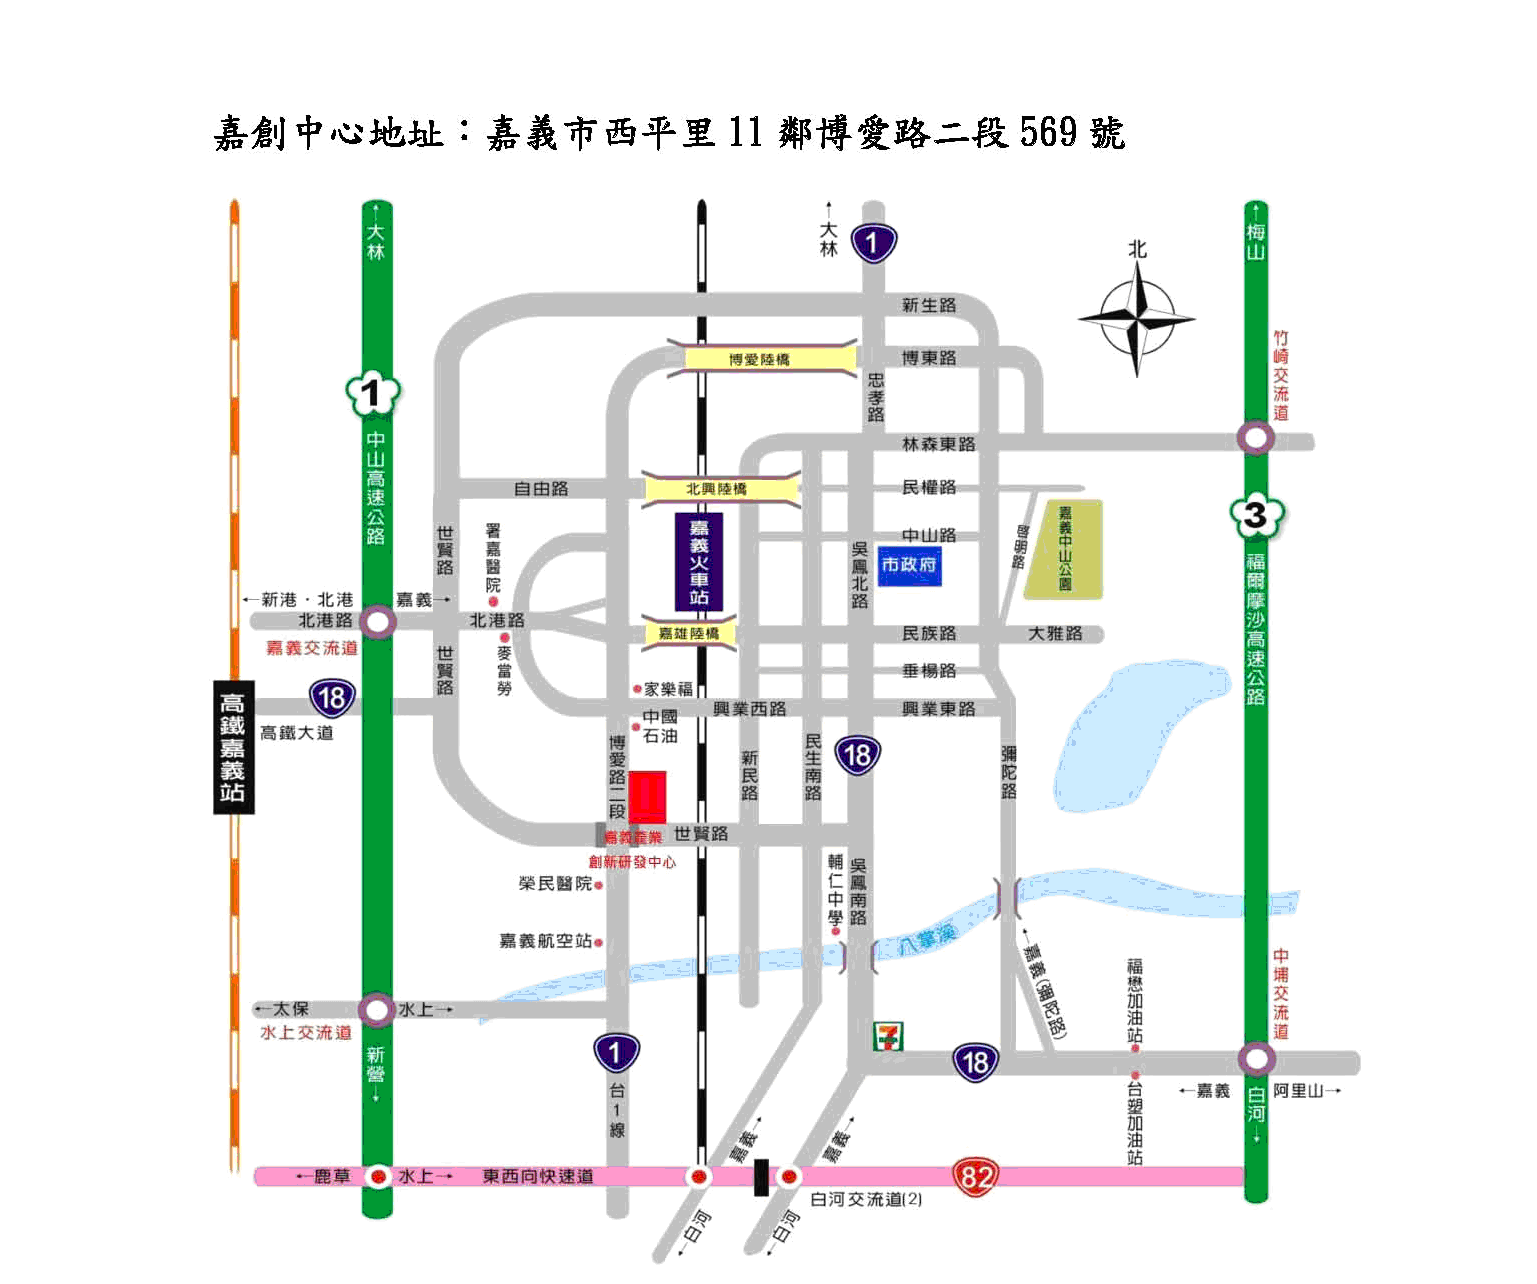 嘉創中心地址：嘉義市西平里11鄰博愛路二段569號
↑大林
↑大林
1
↑梅山
北
新生路
博愛陸橋
博東路
竹崎交流道
1
忠孝路
中山高速公路
林森東路
自由路
北興陸橋
民權路
3
嘉義中山公園
世賢路
署嘉醫院
嘉義火車站
吳鳳北路
中山路
啓明路
市政府
福爾摩沙高速公路
←新港・北港
嘉義→
北港路
北港路
嘉義交流道
嘉雄陸橋
民族路
大雅路
世賢路
麥當勞
垂楊路
高鐵嘉義站
18
家樂福
興業西路
興業東路
高鐵大道
中國石油
博愛路二段
新民路
民生南路
18
彌陀路
嘉義產業
創新研發中心
世賢路
輔仁中學
吳鳳南路
榮民醫院
嘉義航空站
八掌溪
←嘉義(彌陀路)
福懋加油站
中埔交流道
←太保
水上→
水上交流道
新營↓
1
台1線
7
18
台塑加油站
←嘉義
阿里山→
白河↓
嘉義→
嘉義→
←鹿草
水上→
東西向快速道
82
白河交流道(2)
←白河
←白河